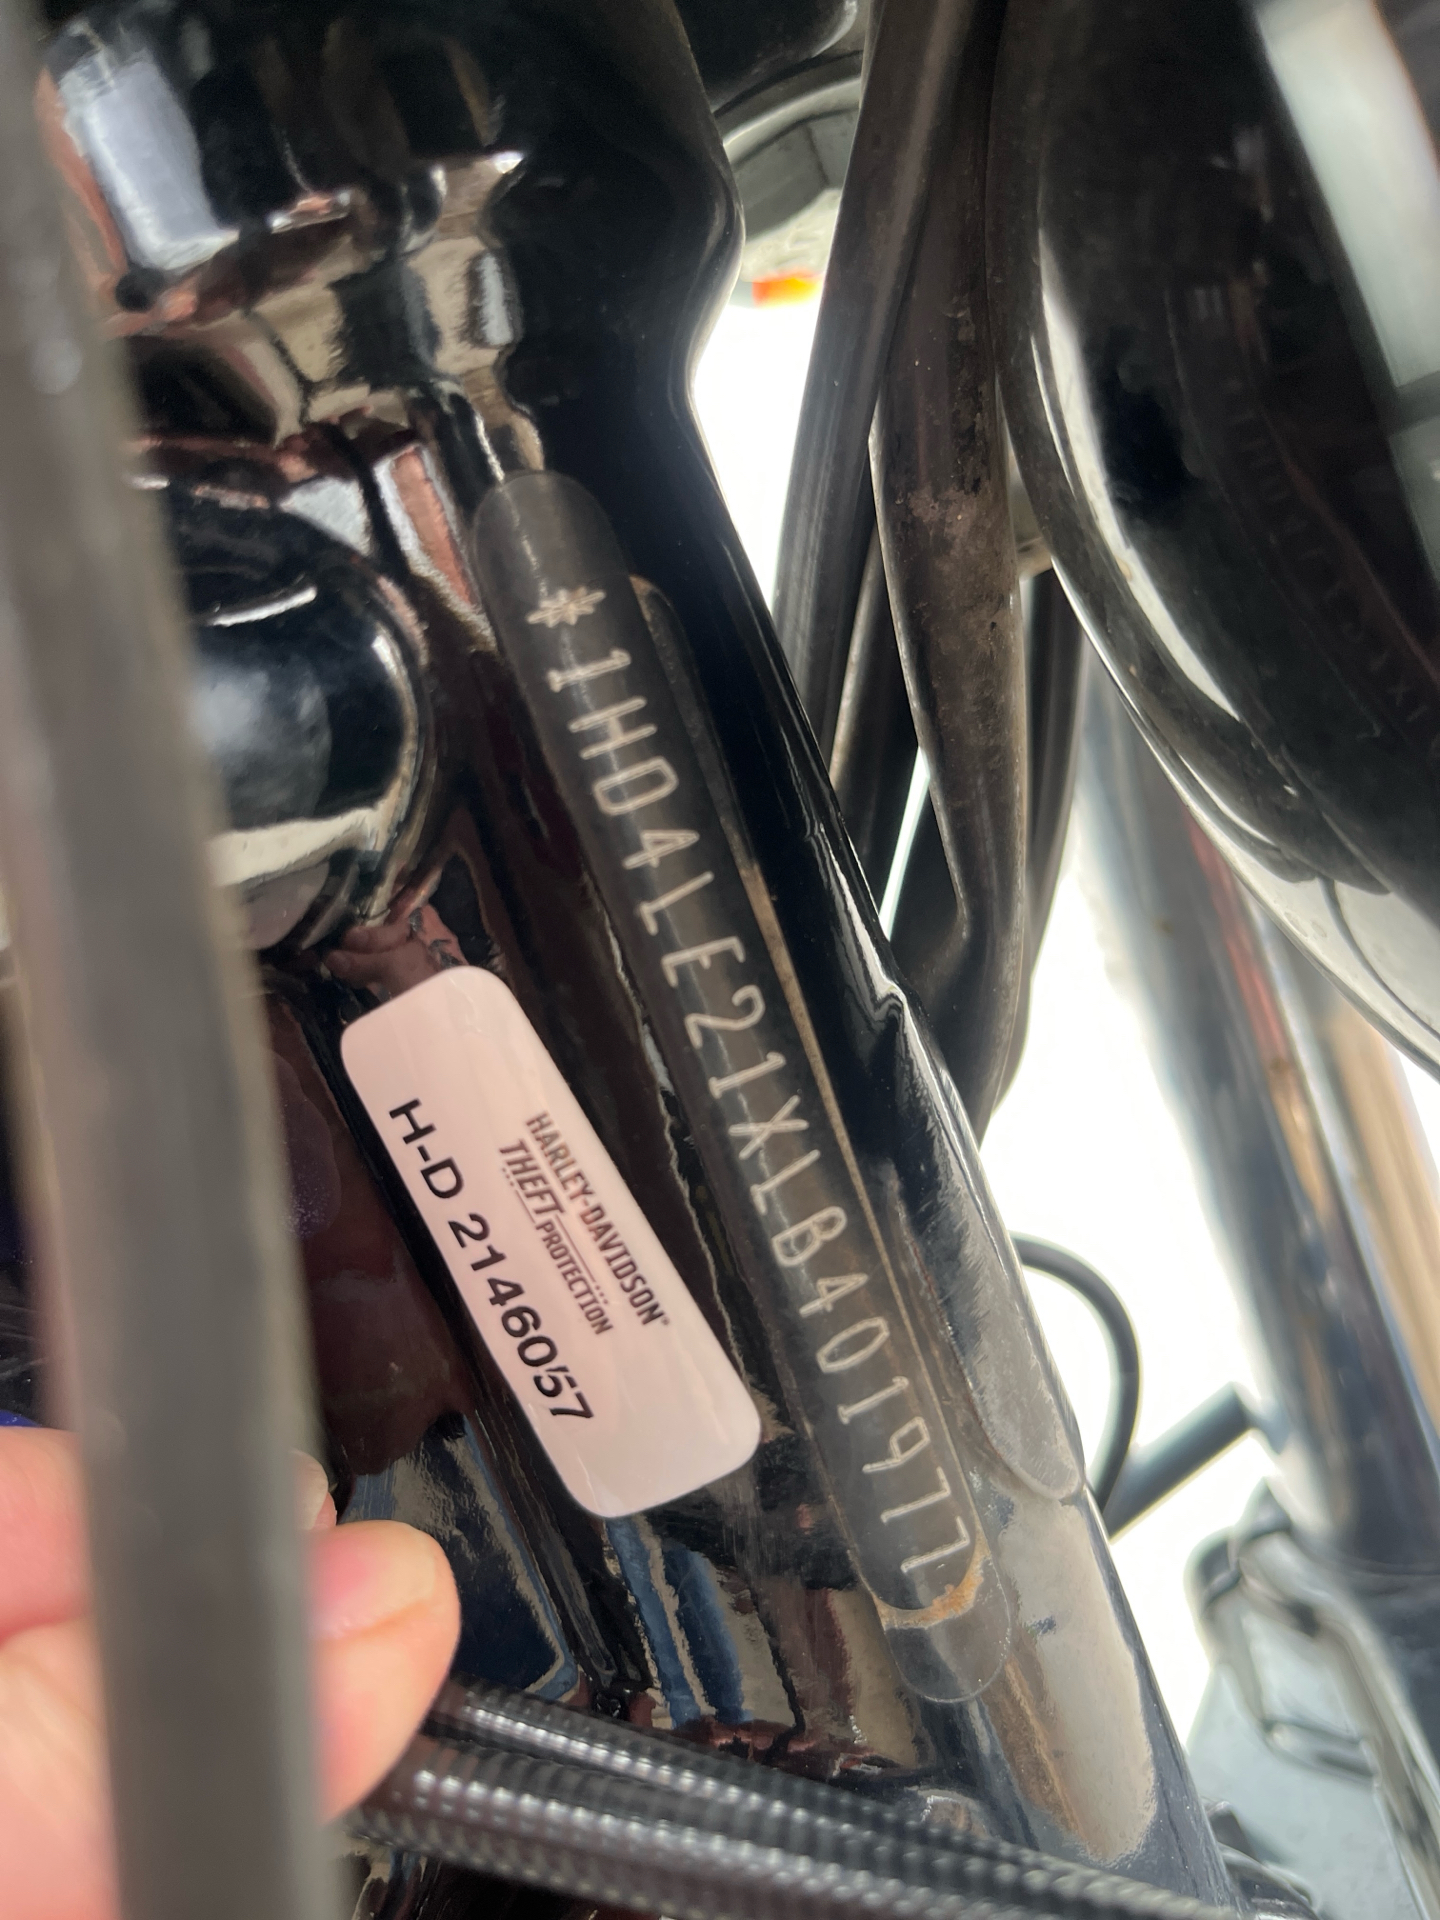 *1HD4LE21XLB401977
HARLEY-DAVIDSON®
THEFT PROTECTION
H-D 2146057